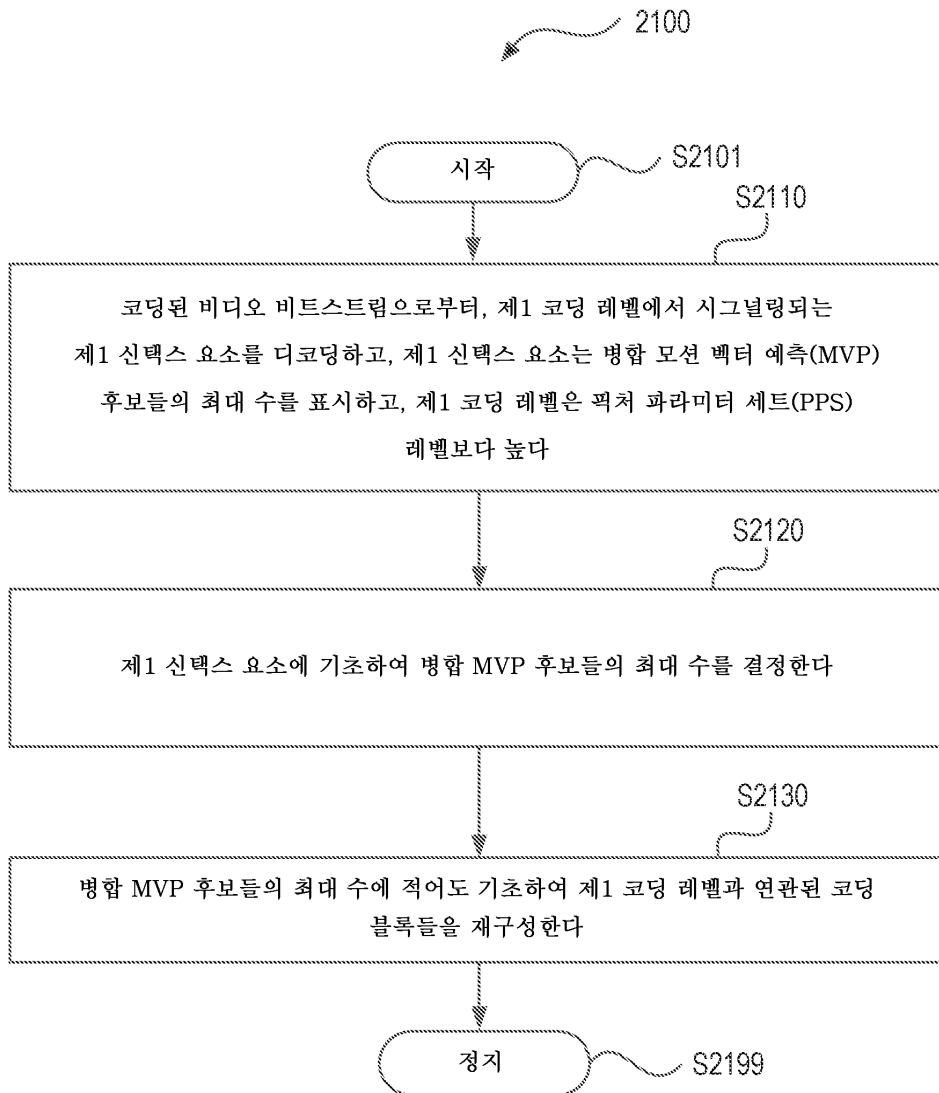 2100
시작
S2101
S2110
코딩된 비디오 비트스트림으로부터, 제1 코딩 레벨에서 시그널링되는
제1 신택스 요소를 디코딩하고, 제1 신택스 요소는 병합 모션 벡터 예측(MVP)
후보들의 최대 수를 표시하고, 제1 코딩 레벨은 픽처 파라미터 세트(PPS)
레벨보다 높다
S2120
제1 신택스 요소에 기초하여 병합 MVP 후보들의 최대 수를 결정한다
S2130
병합 MVP 후보들의 최대 수에 적어도 기초하여 제1 코딩 레벨과 연관된 코딩
블록들을 재구성한다
정지
S2199